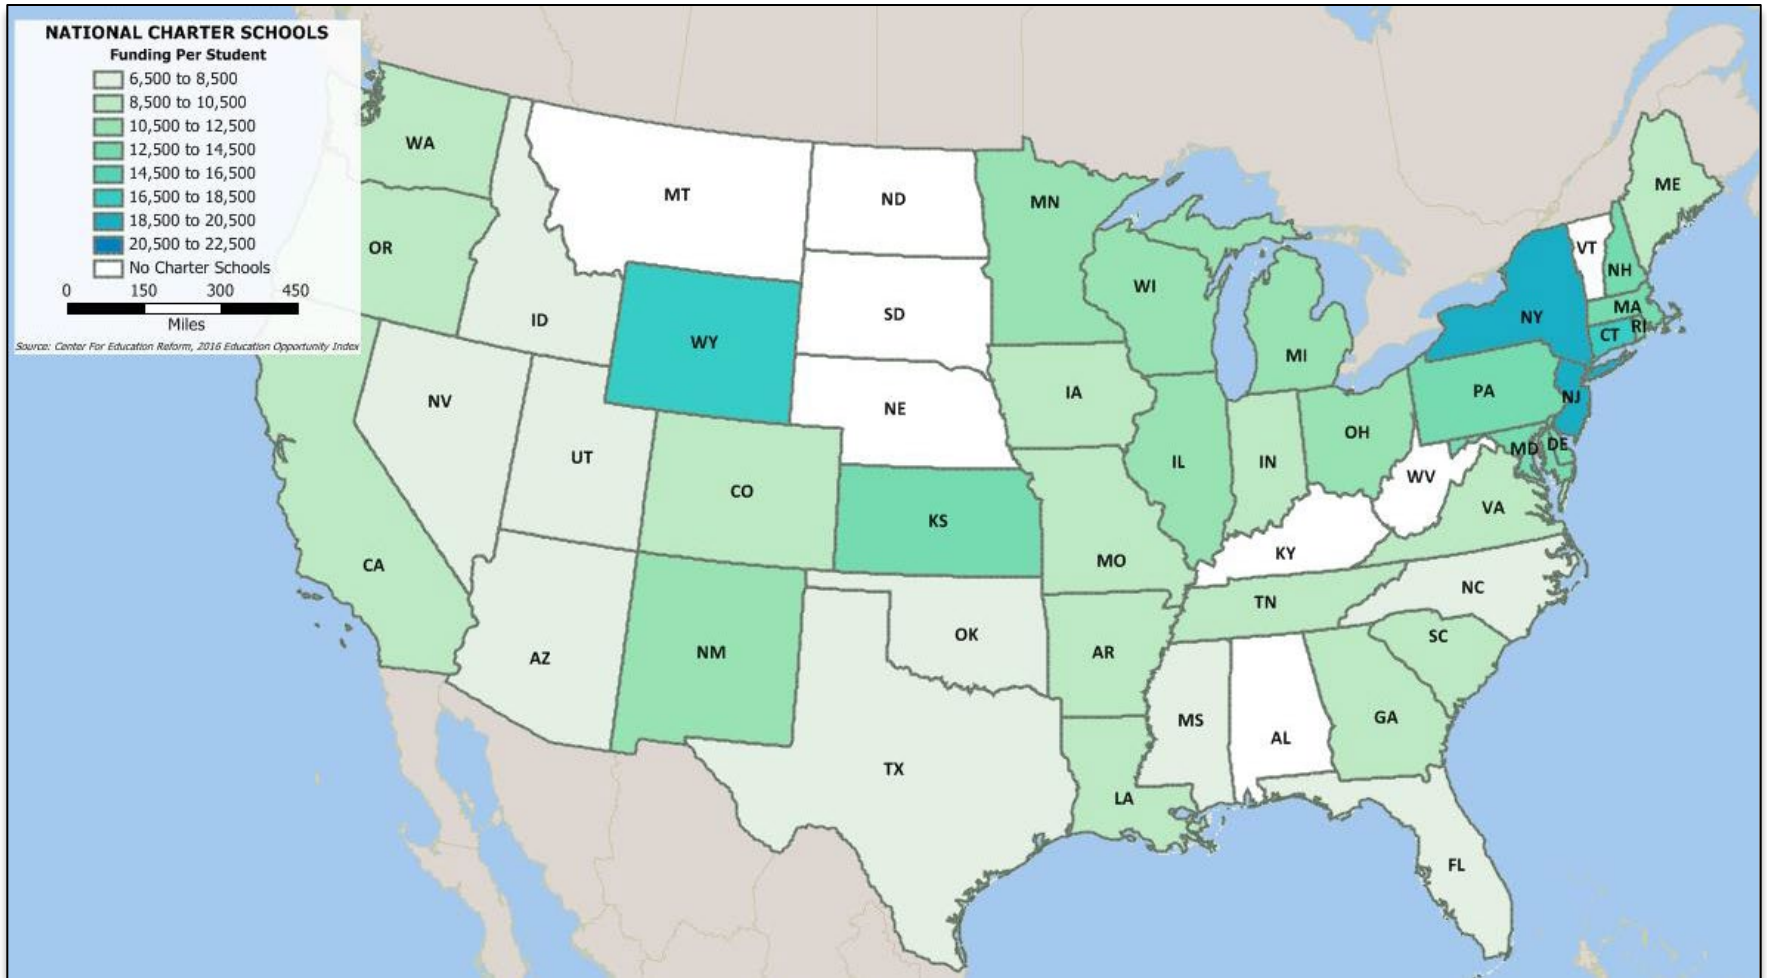 NATIONAL CHARTER SCHOOLS
Funding Per Student
6,500 to 8,500
8,500 to 10,500
10,500 to 12,500
12,500 to 14,500
14,500 to 16,500
16,500 to 18,500
18,500 to 20,500
20,500 to 22,500
No Charter Schools
0 150 300 450
Miles
Source: Center For Education Reform, 2016 Education Opportunity Index
WA
MT
ND
MN
ME
OR
ID
WY
SD
WI
MI
NY
VT
NH
MA
RI
CT
NV
UT
CO
NE
IA
IL
IN
OH
PA
NJ
MD
DE
WV
VA
CA
KS
MO
KY
NC
TN
AZ
NM
OK
AR
SC
MS
AL
GA
TX
LA
FL